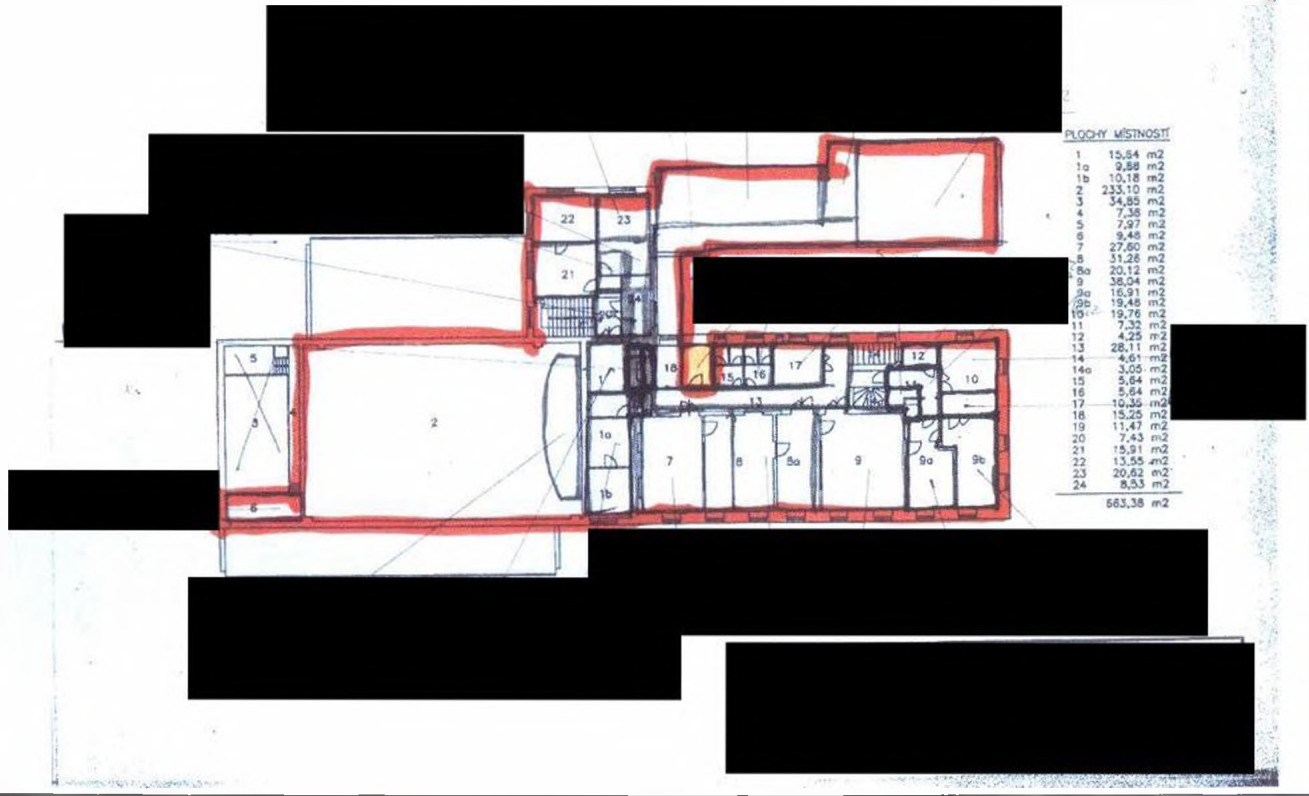 PLOCHY MÍSTNOSTÍ
1 15,64 m2
1a 9,88 m2
1b 10,18 m2
2 233,10 m2
3 34,85 m2
4 7,38 m2
5 7,97 m2
6 9,48 m2
7 27,60 m2
8 31,26 m2
8a 20,12 m2
9 38,04 m2
9a 16,91 m2
9b 19,48 m2
10 19,76 m2
11 7,32 m2
12 4,25 m2
13 28,11 m2
14 4,61 m2
14a 3,05 m2
15 5,64 m2
16 5,64 m2
17 10,35 m2
18 15,25 m2
19 11,47 m2
20 7,43 m2
21 15,91 m2
22 13,55 m2
23 20,62 m2
24 8,53 m2
663,38 m2
22
23
21
24
5
3
6
2
1
1a
1b
18
15
16
17
14
12
10
13
7
8
8a
9
9a
9b